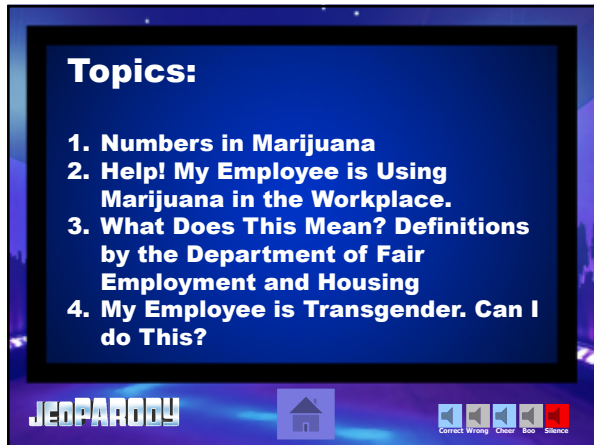 Topics:
1. Numbers in Marijuana
2. Help! My Employee is Using
Marijuana in the Workplace.
3. What Does This Mean? Definitions
by the Department of Fair
Employment and Housing
4. My Employee is Transgender. Can I
do This?
JEOPARODY
Correct Wrong Cheer Boo Silence